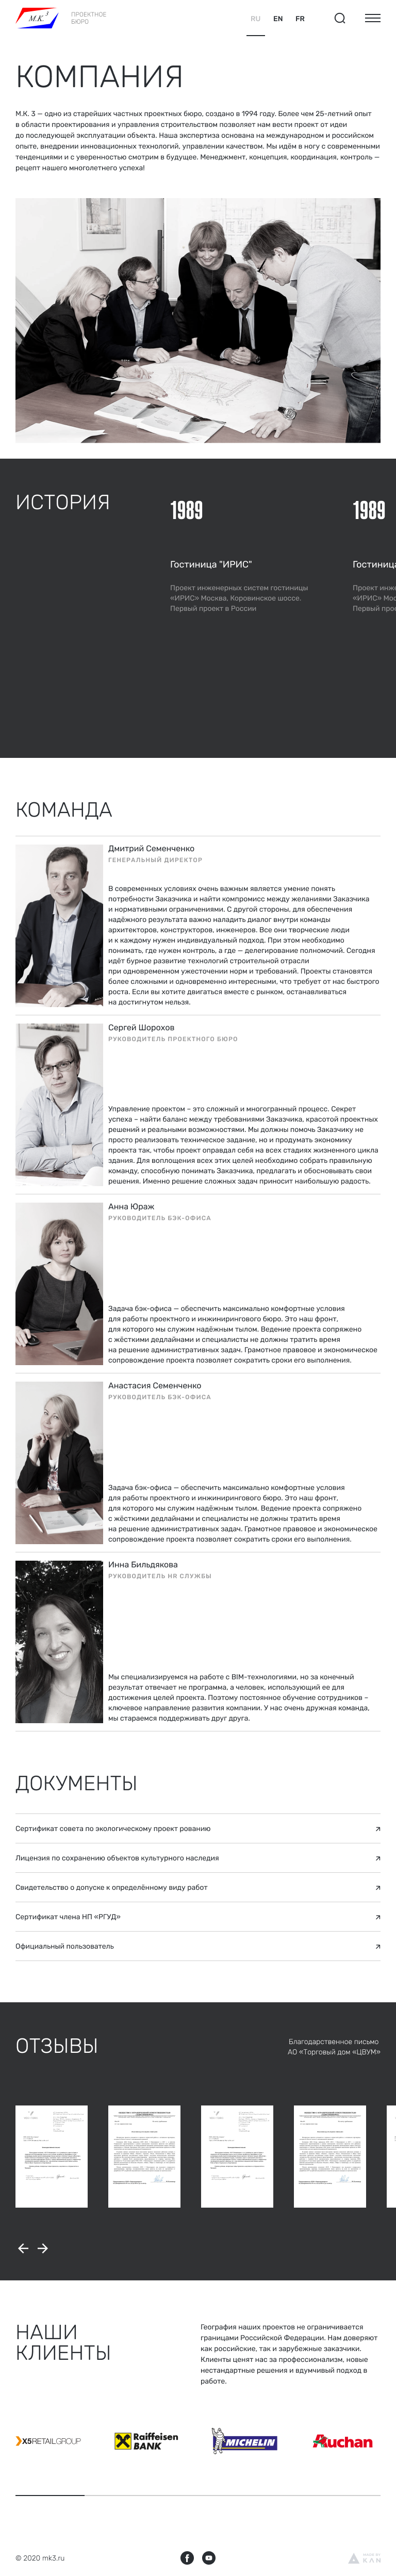 М.К. 3
ПРОЕКТНОЕ
БЮРО
RU EN FR
КОМПАНИЯ
М.К. 3 — одно из старейших частных проектных бюро, создано в 1994 году. Более чем 25-летний опыт
в области проектирования и управления строительством позволяет нам вести проект от идеи
до последующей эксплуатации объекта. Наша экспертиза основана на международном и российском
опыте, внедрении инновационных технологий, управлении качеством. Мы идём в ногу с современными
тенденциями и с уверенностью смотрим в будущее. Менеджмент, концепция, координация, контроль —
рецепт нашего многолетнего успеха!
ИСТОРИЯ
1989
Гостиница "ИРИС"
Проект инженерных систем гостиницы
«ИРИС» Москва, Коровинское шоссе.
Первый проект в России
1989
Гостиница
Проект инже
«ИРИС» Мос
Первый прое
КОМАНДА
Дмитрий Семенченко
ГЕНЕРАЛЬНЫЙ ДИРЕКТОР
В современных условиях очень важным является умение понять
потребности Заказчика и найти компромисс между желаниями Заказчика
и нормативными ограничениями. С другой стороны, для обеспечения
надёжного результата важно наладить диалог внутри команды
архитекторов, конструкторов, инженеров. Все они творческие люди
и к каждому нужен индивидуальный подход. При этом необходимо
понимать, где нужен контроль, а где — делегирование полномочий. Сегодня
идёт бурное развитие технологий строительной отрасли
при одновременном ужесточении норм и требований. Проекты становятся
более сложными и одновременно интересными, что требует от нас быстрого
роста. Если вы хотите двигаться вместе с рынком, останавливаться
на достигнутом нельзя.
Сергей Шорохов
РУКОВОДИТЕЛЬ ПРОЕКТНОГО БЮРО
Управление проектом – это сложный и многогранный процесс. Секрет
успеха – найти баланс между требованиями Заказчика, красотой проектных
решений и реальными возможностями. Мы должны помочь Заказчику не
просто реализовать техническое задание, но и продумать экономику
проекта так, чтобы проект оправдал себя на всех стадиях жизненного цикла
здания. Для воплощения всех этих целей необходимо собрать правильную
команду, способную понимать Заказчика, предлагать и обосновывать свои
решения. Именно решение сложных задач приносит наибольшую радость.
Анна Юраж
РУКОВОДИТЕЛЬ БЭК-ОФИСА
Задача бэк-офиса — обеспечить максимально комфортные условия
для работы проектного и инжинирингового бюро. Это наш фронт,
для которого мы служим надёжным тылом. Ведение проекта сопряжено
с жёсткими дедлайнами и специалисты не должны тратить время
на решение административных задач. Грамотное правовое и экономическое
сопровождение проекта позволяет сократить сроки его выполнения.
Анастасия Семенченко
РУКОВОДИТЕЛЬ БЭК-ОФИСА
Задача бэк-офиса — обеспечить максимально комфортные условия
для работы проектного и инжинирингового бюро. Это наш фронт,
для которого мы служим надёжным тылом. Ведение проекта сопряжено
с жёсткими дедлайнами и специалисты не должны тратить время
на решение административных задач. Грамотное правовое и экономическое
сопровождение проекта позволяет сократить сроки его выполнения.
Инна Бильдякова
РУКОВОДИТЕЛЬ HR СЛУЖБЫ
Мы специализируемся на работе с BIM-технологиями, но за конечный
результат отвечает не программа, а человек, использующий ее для
достижения целей проекта. Поэтому постоянное обучение сотрудников –
ключевое направление развития компании. У нас очень дружная команда,
мы стараемся поддерживать друг друга.
ДОКУМЕНТЫ
Сертификат совета по экологическому проект рованию
Лицензия по сохранению объектов культурного наследия
Свидетельство о допуске к определённому виду работ
Сертификат члена НП «РГУД»
Официальный пользователь
ОТЗЫВЫ
Благодарственное письмо
АО «Торговый дом «ЦВУМ»
НАШИ
КЛИЕНТЫ
География наших проектов не ограничивается
границами Российской Федерации. Нам доверяют
как российские, так и зарубежные заказчики.
Клиенты ценят нас за профессионализм, новые
нестандартные решения и вдумчивый подход в
работе.
X5RETAILGROUP
Raiffeisen
BANK
MICHELIN
Auchan
© 2020 mk3.ru